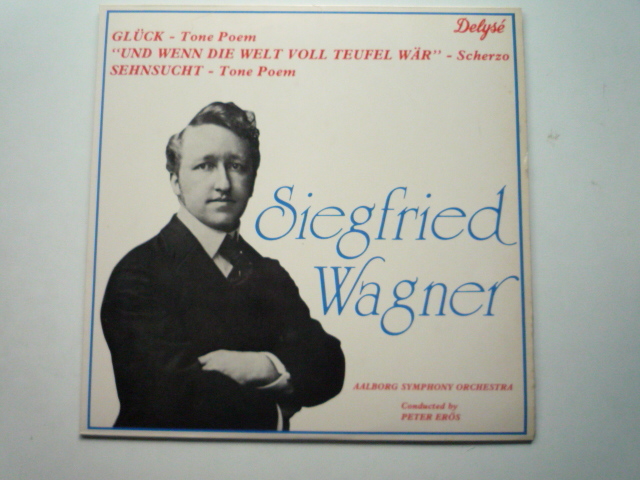 Delysé
GLÜCK - Tone Poem
"UND WENN DIE WELT VOLL TEUFEL WÄR" - Scherzo
SEHNSUCHT - Tone Poem
Siegfried
Wagner
AALBORG SYMPHONY ORCHESTRA
Conducted by
PETER ERÖS